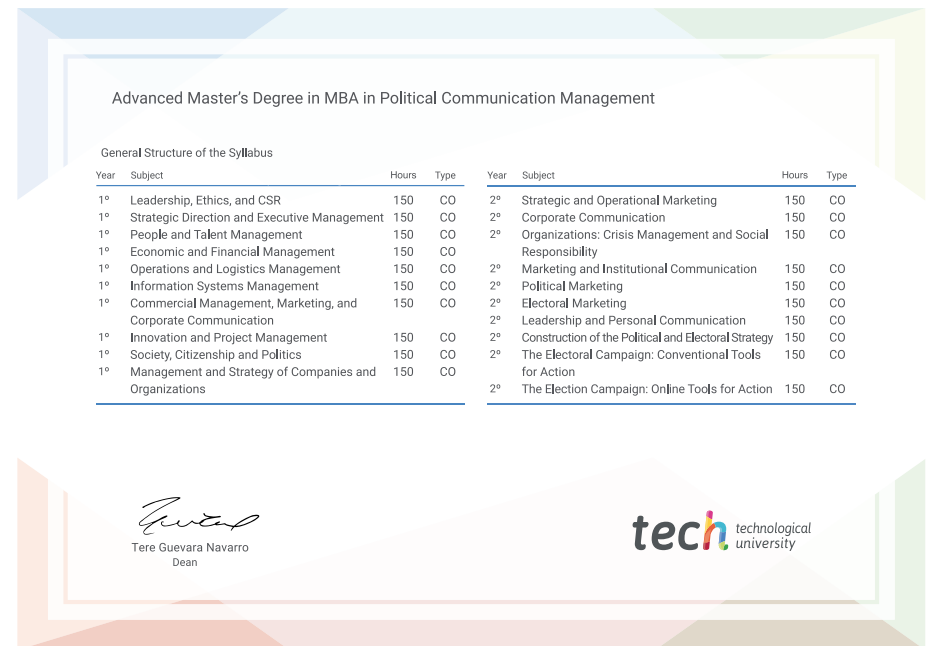 Advanced Master's Degree in MBA in Political Communication Management
General Structure of the Syllabus
Year Subject Hours Type
1º Leadership, Ethics, and CSR 150 CO
1º Strategic Direction and Executive Management 150 CO
1º People and Talent Management 150 CO
1º Economic and Financial Management 150 CO
1º Operations and Logistics Management 150 CO
1º Information Systems Management 150 CO
1º Commercial Management, Marketing, and 150 CO
Corporate Communication
1º Innovation and Project Management 150 CO
1º Society, Citizenship and Politics 150 CO
1º Management and Strategy of Companies and 150 CO
Organizations
Year Subject Hours Type
2º Strategic and Operational Marketing 150 CO
2º Corporate Communication 150 CO
2º Organizations: Crisis Management and Social 150 CO
Responsibility
2º Marketing and Institutional Communication 150 CO
2º Political Marketing 150 CO
2º Electoral Marketing 150 CO
2º Leadership and Personal Communication 150 CO
2º Construction of the Political and Electoral Strategy 150 CO
2º The Electoral Campaign: Conventional Tools 150 CO
for Action
2º The Election Campaign: Online Tools for Action 150 CO
Tere Guevara Navarro
Dean
tech technological
university